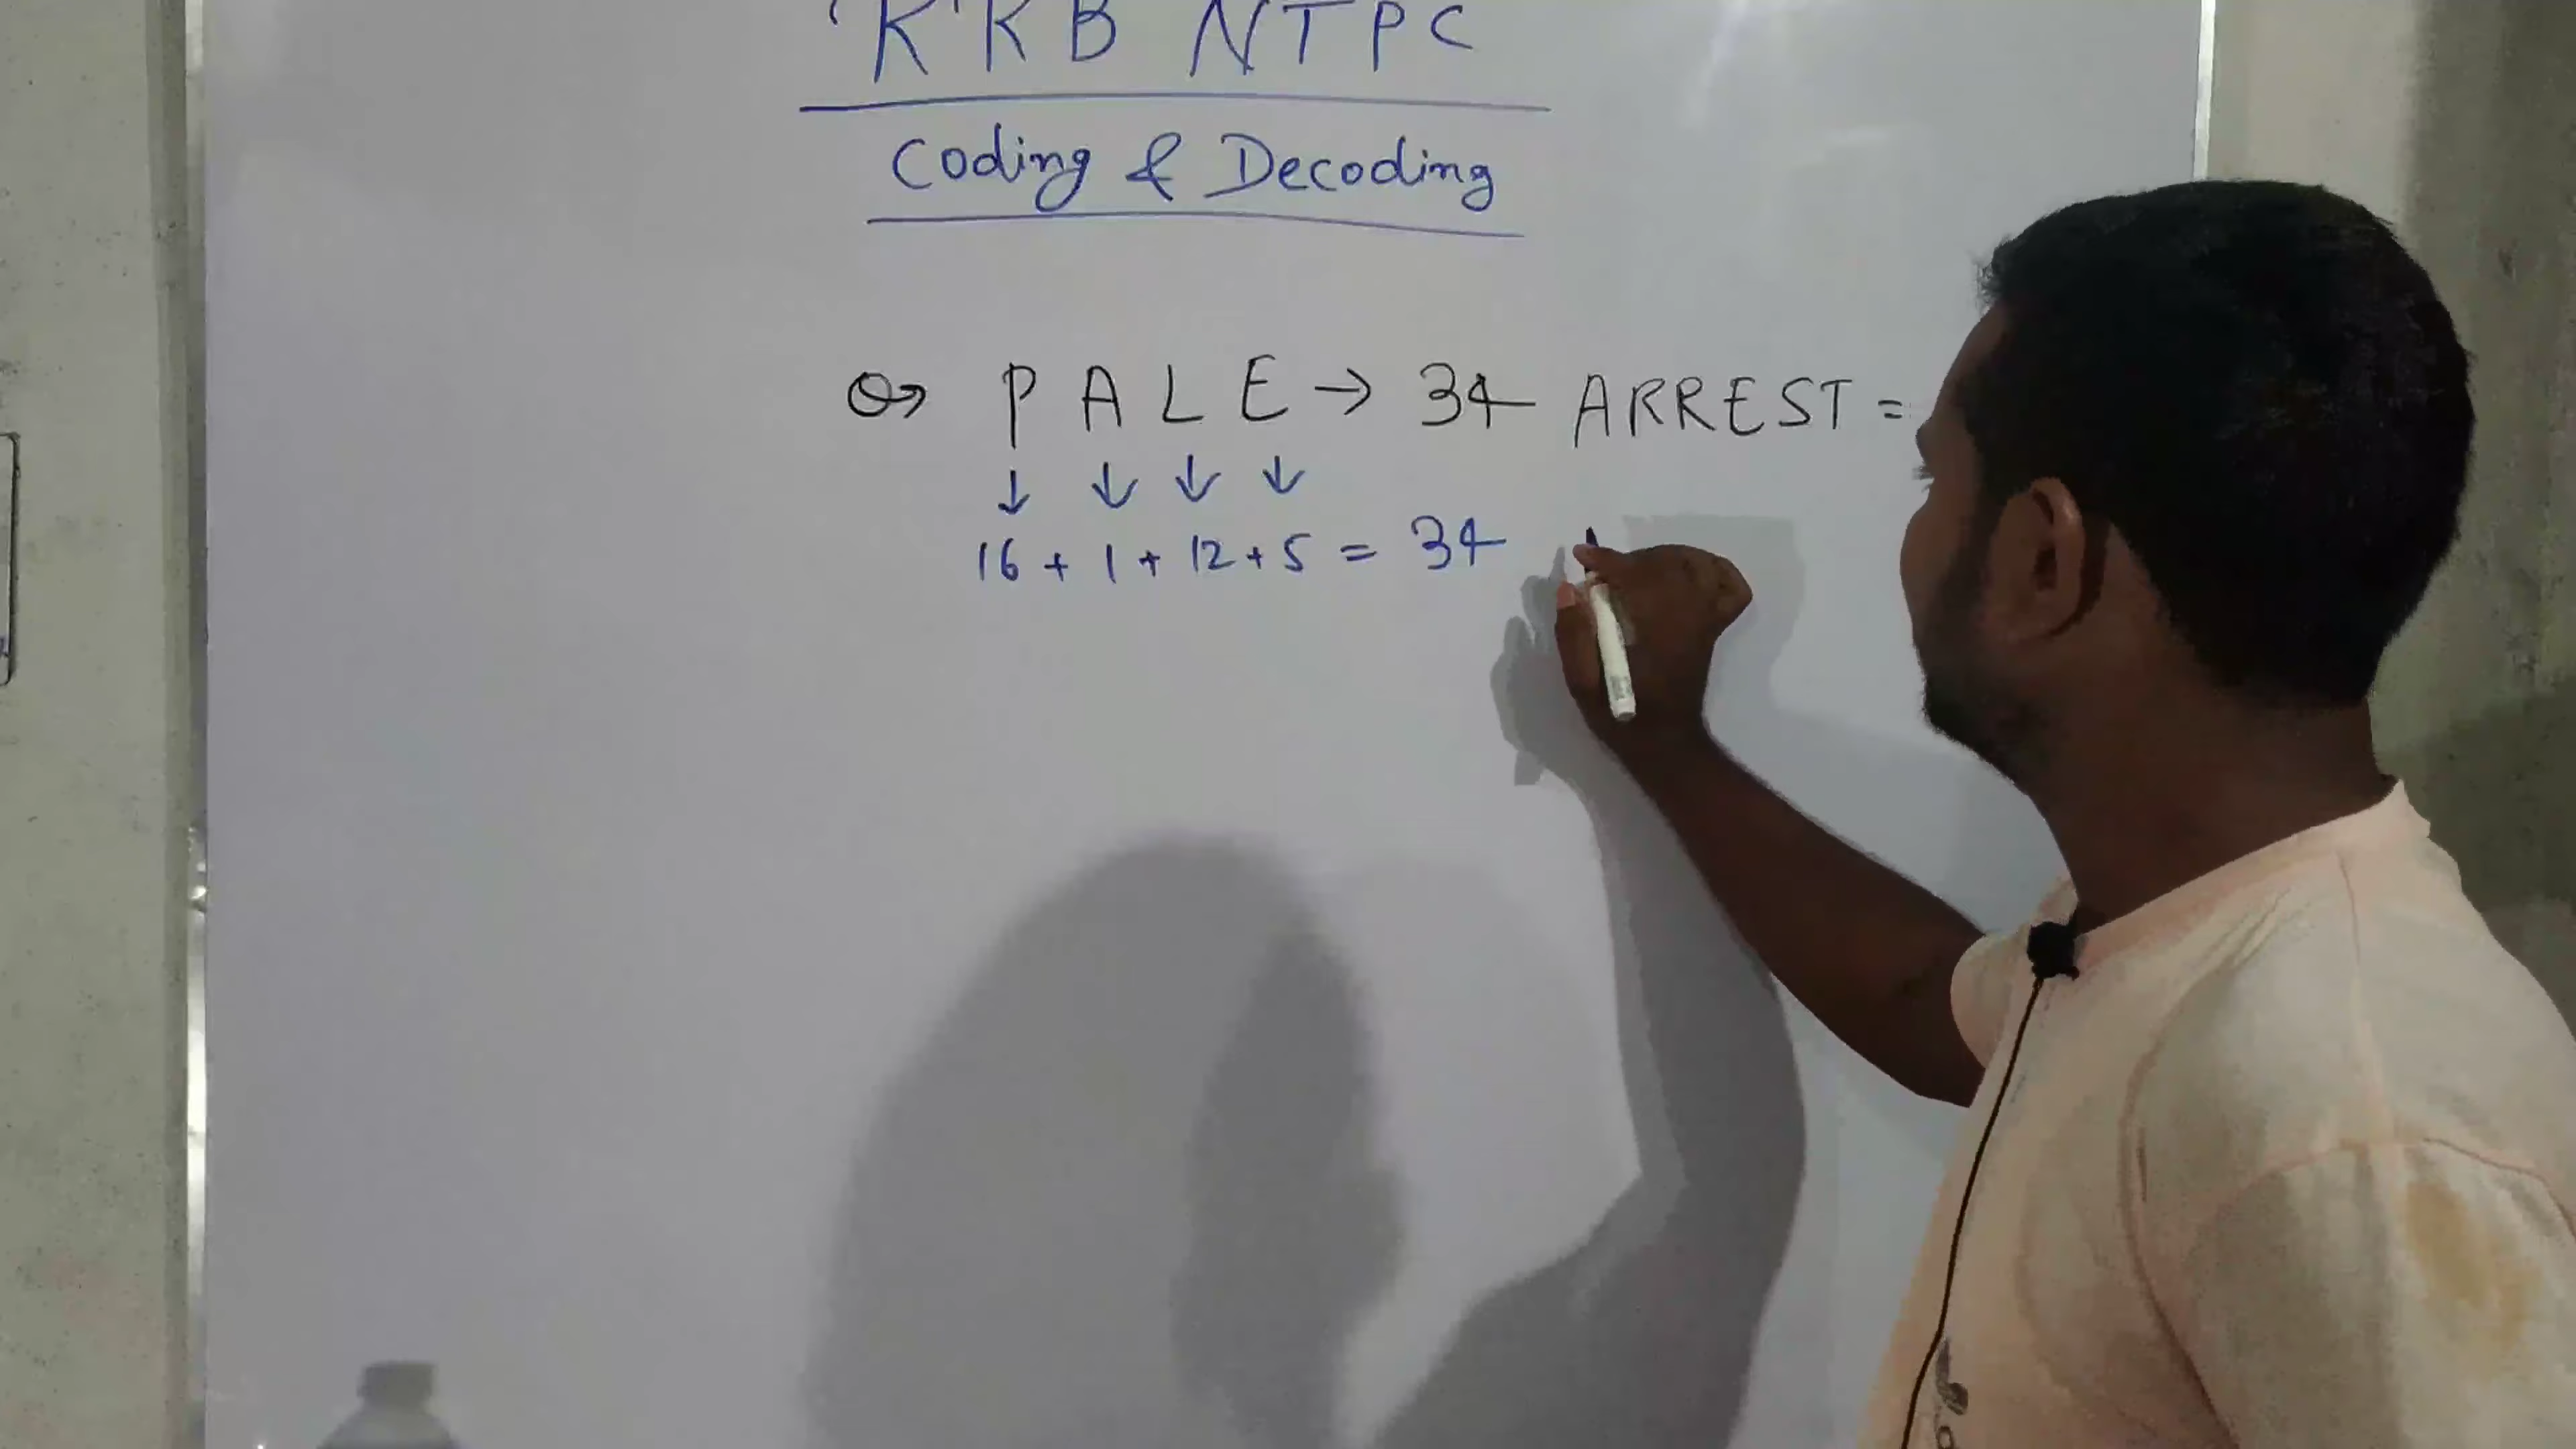 RRB NTPC
Coding & Decoding
Q→ PALE → 34 ARREST =
↓ ↓ ↓ ↓
16 + 1 + 12 + 5 = 34